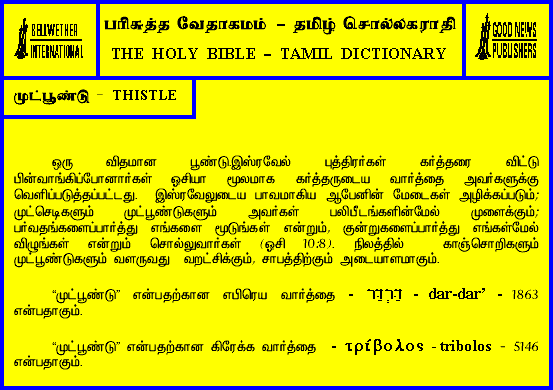 BELLWETHER
INTERNATIONAL
பரிசுத்த வேதாகமம் – தமிழ் சொல்லகராதி
THE HOLY BIBLE – TAMIL DICTIONARY
GOOD NEWS
PUBLISHERS
முட்பூண்டு - THISTLE
ஒரு விதமான பூண்டு.இஸ்ரவேல் புத்திரர்கள் கர்த்தரை விட்டு
பின்வாங்கிப்போனார்கள் ஓசியா மூலமாக கர்த்தருடைய வார்த்தை அவர்களுக்கு
வெளிப்படுத்தப்பட்டது. இஸ்ரவேலுடைய பாவமாகிய ஆபேனின் மேடைகள் அழிக்கப்படும்;
முட்செடிகளும் முட்பூண்டுகளும் அவர்கள் பலிபீடங்களின்மேல் முளைக்கும்;
பர்வதங்களைப்பார்த்து எங்களை மூடுங்கள் என்றும், குன்றுகளைப்பார்த்து எங்கள்மேல்
விழுங்கள் என்றும் சொல்லுவார்கள் (ஓசி 10:8). நிலத்தில் காஞ்சொறிகளும்
முட்பூண்டுகளும் வளருவது வறட்சிக்கும், சாபத்திற்கும் அடையாளமாகும்.
“முட்பூண்டு” என்பதற்கான எபிரெய வார்த்தை - דַּרְדַּר - dar-dar’ - 1863
என்பதாகும்.
“முட்பூண்டு” என்பதற்கான கிரேக்க வார்த்தை - τρίβολος - tribolos - 5146
என்பதாகும்.